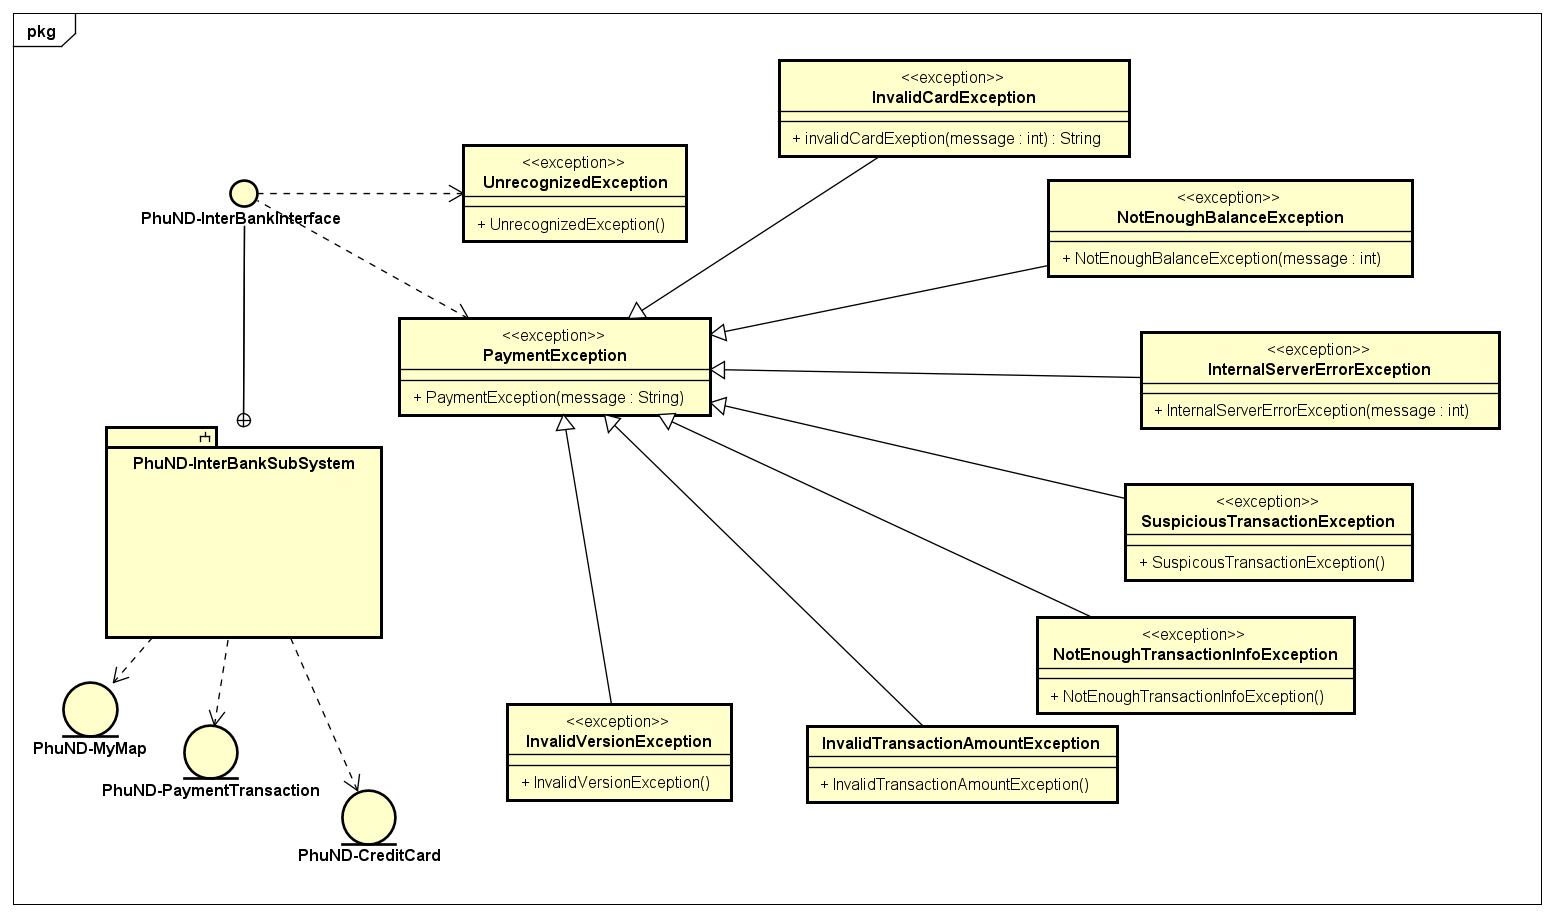 pkg
<<exception>>
InvalidCardException
+ invalidCardExeption(message : int) : String
<<exception>>
UnrecognizedException
+ UnrecognizedException()
PhuND-InterBankInterface
<<exception>>
NotEnoughBalanceException
+ NotEnoughBalanceException(message : int)
<<exception>>
PaymentException
+ PaymentException(message : String)
<<exception>>
InternalServerErrorException
+ InternalServerErrorException(message : int)
PhuND-InterBankSubSystem
<<exception>>
SuspiciousTransactionException
+ SuspicousTransactionException()
<<exception>>
NotEnoughTransactionInfoException
+ NotEnoughTransactionInfoException()
<<exception>>
InvalidVersionException
+ InvalidVersionException()
InvalidTransactionAmountException
+ InvalidTransactionAmountException()
PhuND-MyMap
PhuND-PaymentTransaction
PhuND-CreditCard